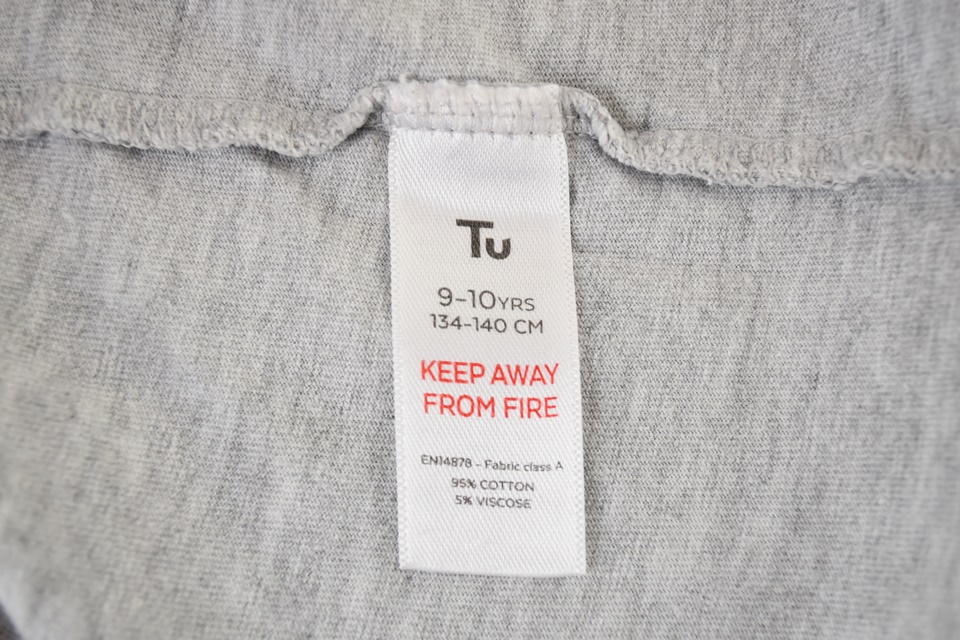 Tu
9-10YRS
134-140 CM
KEEP AWAY
FROM FIRE
EN14878 - Fabric class A
95% COTTON
5% VISCOSE